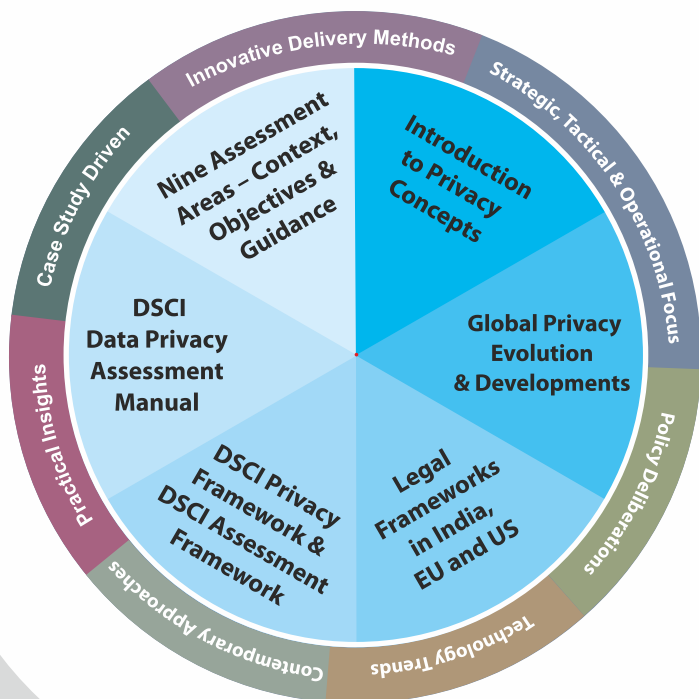 Innovative Delivery Methods
Strategic, Tactical & Operational Focus
Policy Deliberations
Technology Trends
Contemporary Approaches
Practical Insights
Case Study Driven
Introduction
to Privacy
Concepts
Global Privacy
Evolution
& Developments
Legal
Frameworks
in India,
EU and US
DSCI Privacy
Framework &
DSCI Assessment
Framework
DSCI
Data Privacy
Assessment
Manual
Nine Assessment
Areas – Context,
Objectives &
Guidance